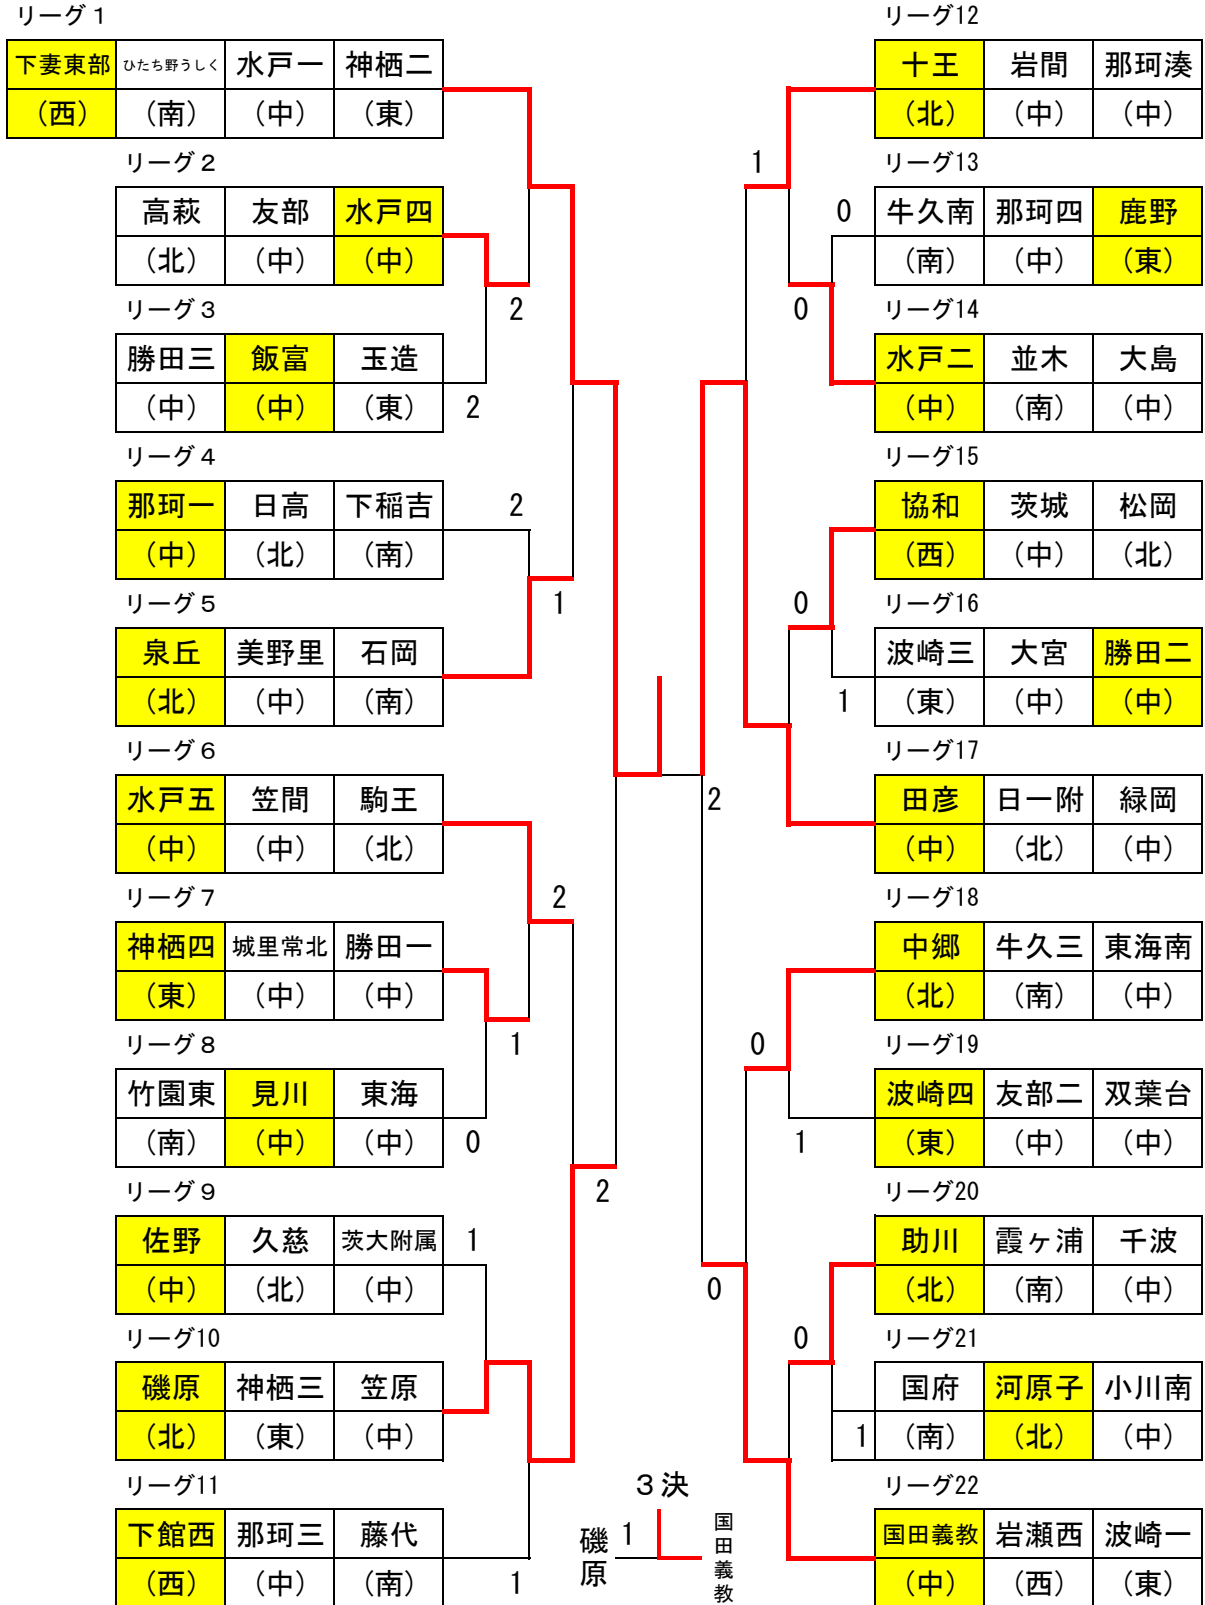 リーグ1
下妻東部 ひたち野うしく 水戸一 神栖二
（西） （南） （中） （東）
リーグ2
高萩 友部 水戸四
（北） （中） （中）
2
リーグ3
勝田三 飯富 玉造
（中） （中） （東） 2
リーグ4
那珂一 日高 下稲吉 2
（中） （北） （南）
リーグ5
1
泉丘 美野里 石岡
（北） （中） （南）
リーグ6
水戸五 笠間 駒王
（中） （中） （北）
リーグ7
2
神栖四 城里常北 勝田一
（東） （中） （中）
リーグ8
1
竹園東 見川 東海
（南） （中） （中） 0
リーグ9
2
佐野 久慈 茨大附属 1
（中） （北） （中）
リーグ10
磯原 神栖三 笠原
（北） （東） （中）
リーグ11
下館西 那珂三 藤代
（西） （中） （南） 1
リーグ12
十王 岩間 那珂湊
（北） （中） （中）
1
リーグ13
0 牛久南 那珂四 鹿野
（南） （中） （東）
0
リーグ14
水戸二 並木 大島
（中） （南） （中）
リーグ15
協和 茨城 松岡
（西） （中） （北）
0
リーグ16
波崎三 大宮 勝田二
1 （東） （中） （中）
リーグ17
2
田彦 日一附 緑岡
（中） （北） （中）
リーグ18
中郷 牛久三 東海南
（北） （南） （中）
0
リーグ19
波崎四 友部二 双葉台
1 （東） （中） （中）
リーグ20
助川 霞ヶ浦 千波
（北） （南） （中）
0
0
リーグ21
国府 河原子 小川南
1 （南） （北） （中）
リーグ22
国田義教 岩瀬西 波崎一
（中） （西） （東）
3決
磯原 1 国田義教